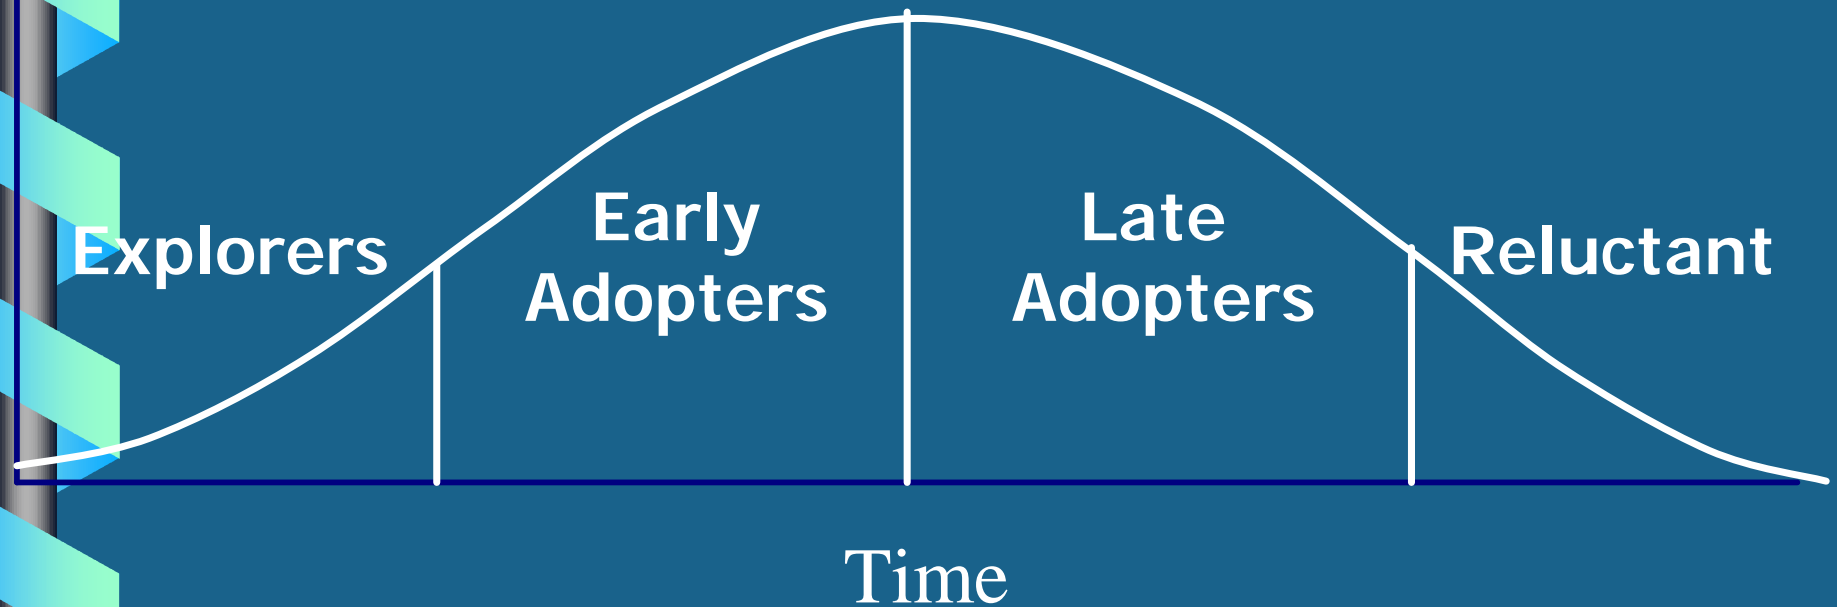 Explorers
Early
Adopters
Late
Adopters
Reluctant
Time